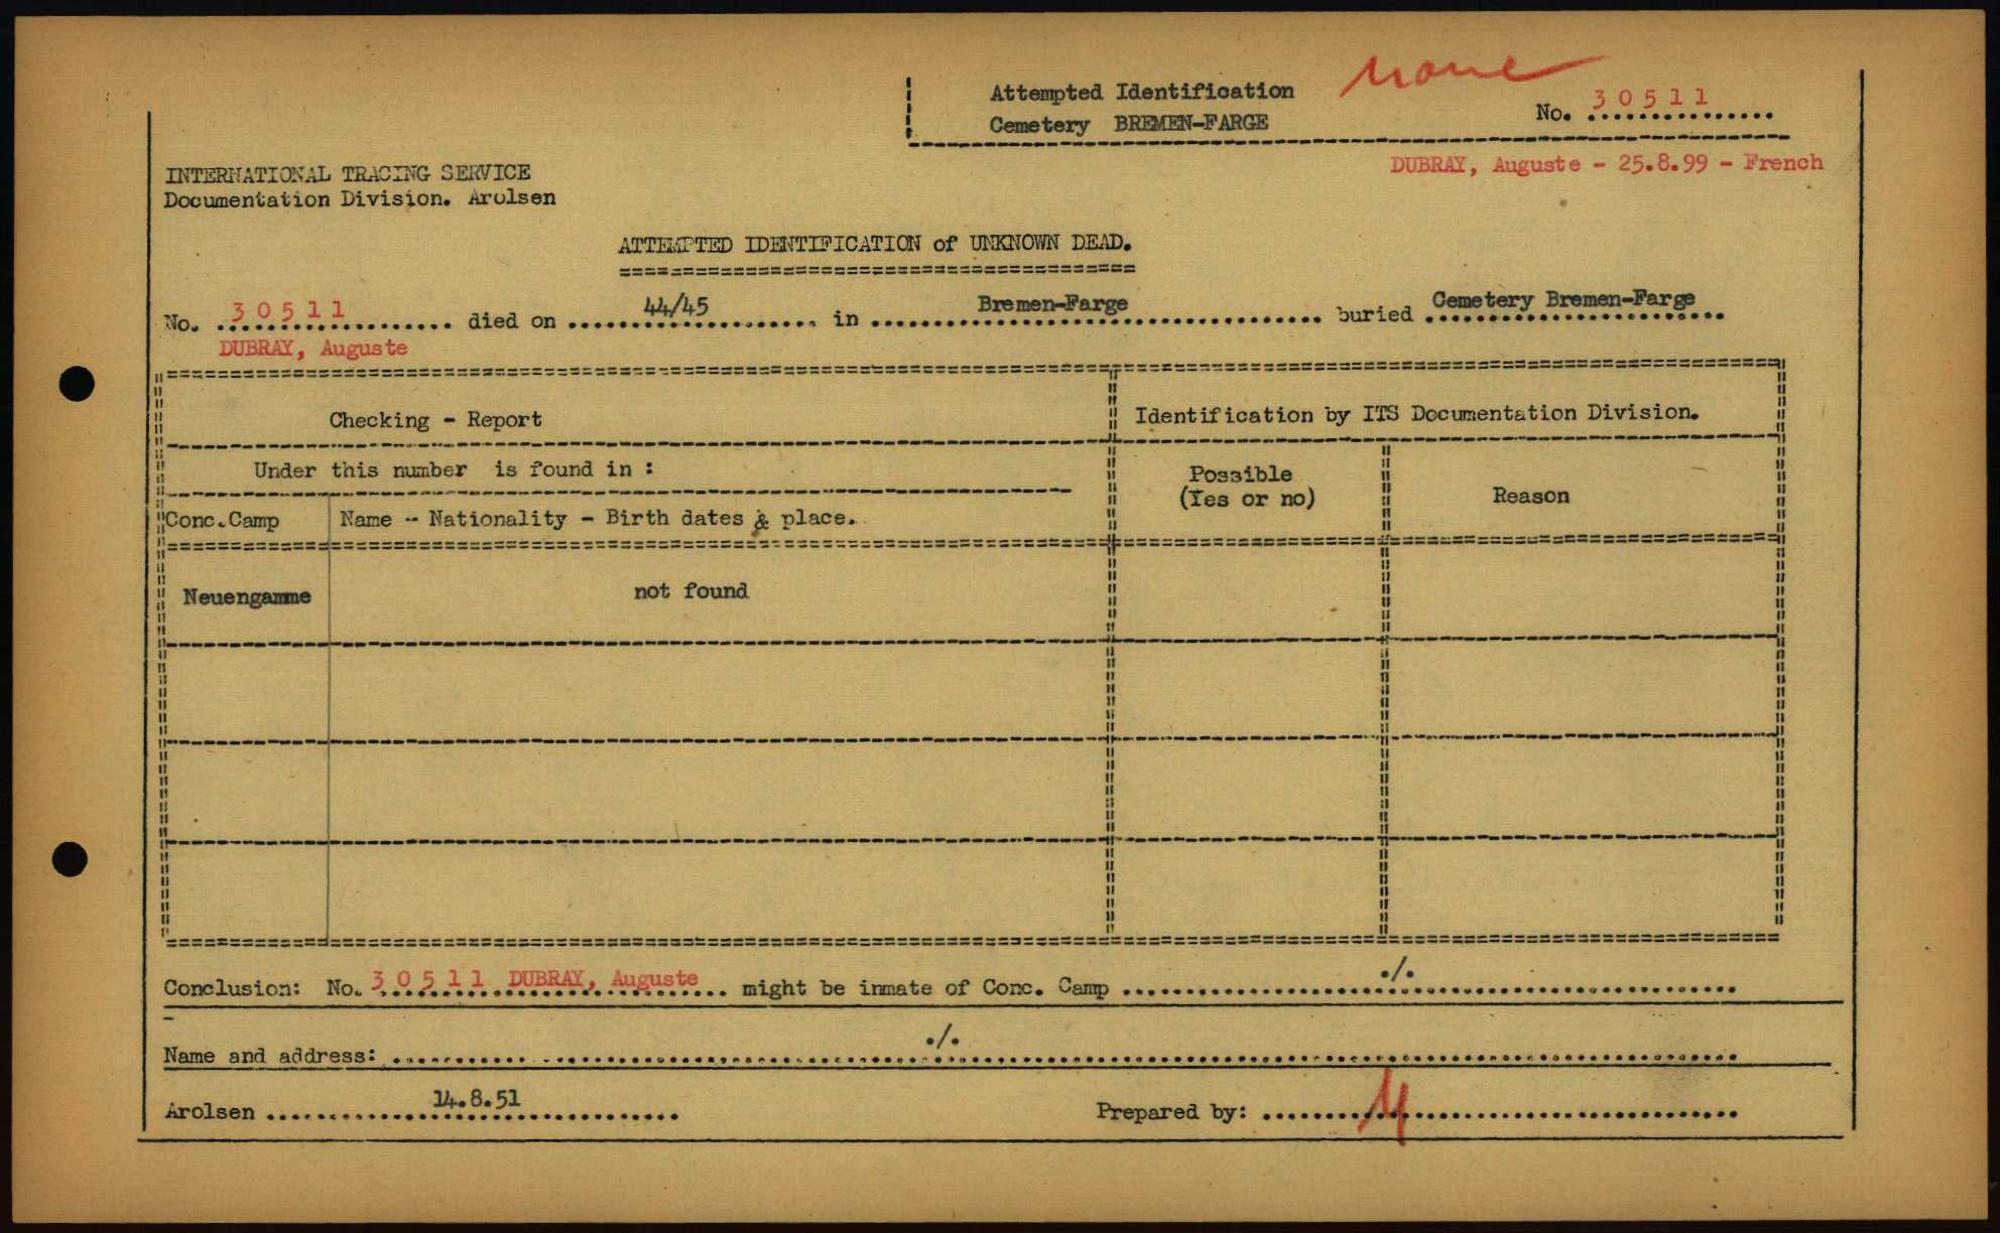 none
Attempted Identification
Cemetery BREMEN-FARGE
No. 30511
DUBRAY, Auguste - 25.8.99 - French
INTERNATIONAL TRACING SERVICE
Documentation Division. Arolsen
ATTEMPTED IDENTIFICATION of UNKNOWN DEAD.
No. 30511 died on 44/45 in Bremen-Farge buried Cemetery Bremen-Farge
DUBRAY, Auguste
Checking - Report
Identification by ITS Documentation Division.
Under this number is found in :
Possible
(Yes or no)
Reason
Conc.Camp
Name - Nationality - Birth dates & place.
Neuengamme
not found
Conclusion: No. 30511 DUBRAY, Auguste might be inmate of Conc. Camp ./.
Name and address: ./.
Arolsen 14.8.51
Prepared by: